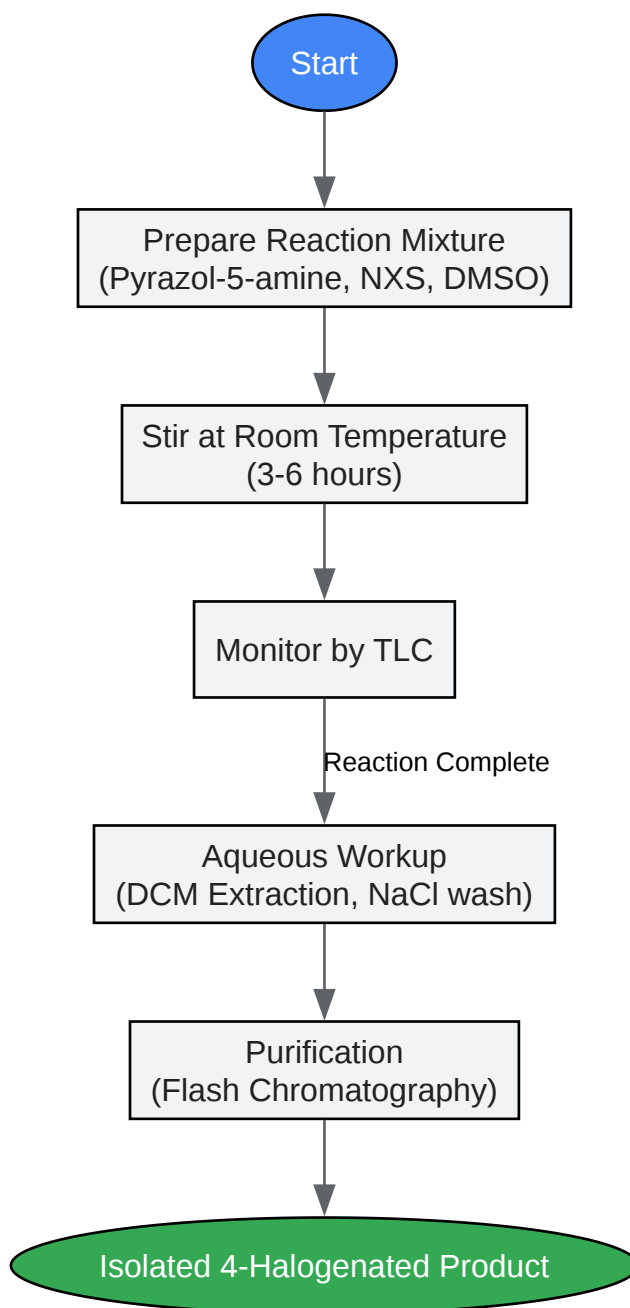 Start
Prepare Reaction Mixture
(Pyrazol-5-amine, NXS, DMSO)
Stir at Room Temperature
(3-6 hours)
Monitor by TLC
Reaction Complete
Aqueous Workup
(DCM Extraction, NaCl wash)
Purification
(Flash Chromatography)
Isolated 4-Halogenated Product